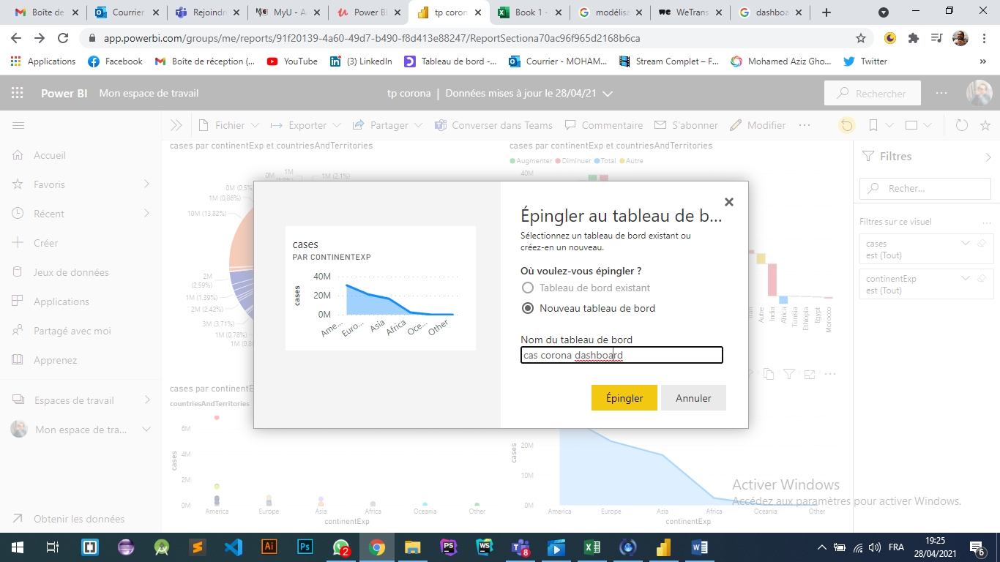 Boîte de
Courrier
Rejoindr
MyU - A
Power BI
tp corona
Book 1 -
modélisa
WeTrans
dashboa
app.powerbi.com/groups/me/reports/91f20139-4a60-49d7-b490-f8d413e88247/ReportSectiona70ac96f965d2168b6ca
Applications
Facebook
Boîte de réception (...
YouTube
(3) LinkedIn
Tableau de bord -...
Courrier - MOHAM...
Stream Complet – F...
Mohamed Aziz Gho...
Twitter
Power BI
Mon espace de travail
tp corona | Données mises à jour le 28/04/21
Rechercher
Fichier
Exporter
Partager
Converser dans Teams
Commentaire
S'abonner
Modifier
Accueil
Favoris
Récent
Créer
Jeux de données
Applications
Partagé avec moi
Apprenez
Espaces de travail
Mon espace de tra...
Obtenir les données
cases par continentExp et countriesAndTerritories
0M
1M
1M (2.1%)
0M (0.5%
1M (0.86%)
10M (13.82%)
2M
(2.59%)
1M (1.39%)
2M (2.42%)
3M (3.71%)
1M (0.78%)
1M (0.8
cases par continentExp et countriesAndTerritories
Augmenter Diminuer Total Autre
40M
Autre
India
Africa
Tunisia
Ethiopia
Egypt
Morocco
Filtres
Recher...
Filtres sur ce visuel
cases
est (Tout)
continentExp
est (Tout)
cases
PAR CONTINENTEXP
cases
40M
20M
0M
Ame...
Euro...
Asia
Africa
Oce...
Other
Épingler au tableau de b...
Sélectionnez un tableau de bord existant ou
créez-en un nouveau.
Où voulez-vous épingler ?
Tableau de bord existant
Nouveau tableau de bord
Nom du tableau de bord
cas corona dashboard
Épingler
Annuler
cases par continentE
countriesAndTerritories
cases
6M
4M
2M
0M
America
Europe
Asia
Africa
Oceania
Other
continentExp
cases
20M
10M
0M
America
Europe
Asia
Africa
Oceania
Other
continentExp
Activer Windows
Accédez aux paramètres pour activer Windows.
Ai
Ps
2
PS
WS
8
FRA
19:25
28/04/2021
6